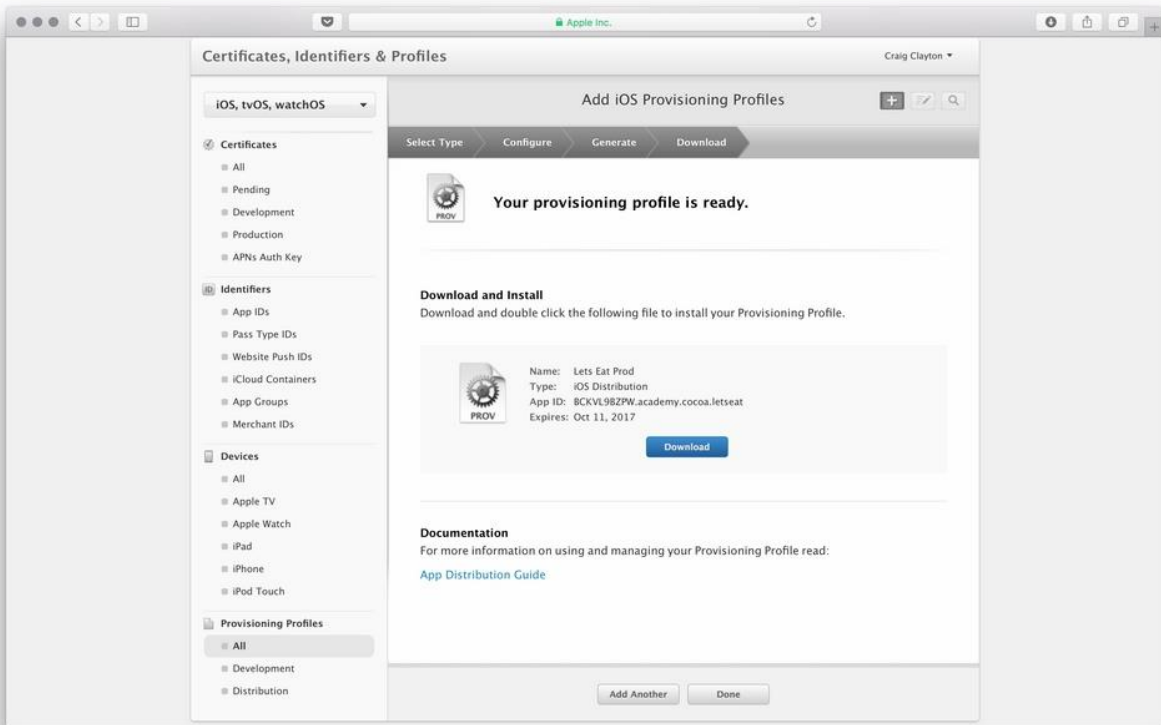 Apple Inc.
Certificates, Identifiers & Profiles
Craig Clayton
iOS, tvOS, watchOS
Certificates
All
Pending
Development
Production
APNs Auth Key
ID Identifiers
App IDs
Pass Type IDs
Website Push IDs
iCloud Containers
App Groups
Merchant IDs
Devices
All
Apple TV
Apple Watch
iPad
iPhone
iPod Touch
Provisioning Profiles
All
Development
Distribution
Add iOS Provisioning Profiles
Select Type Configure Generate Download
PROV
Your provisioning profile is ready.
Download and Install
Download and double click the following file to install your Provisioning Profile.
PROV
Name: Lets Eat Prod
Type: iOS Distribution
App ID: BCKVL98ZPW.academy.cocoa.letseat
Expires: Oct 11, 2017
Download
Documentation
For more information on using and managing your Provisioning Profile read:
App Distribution Guide
Add Another Done